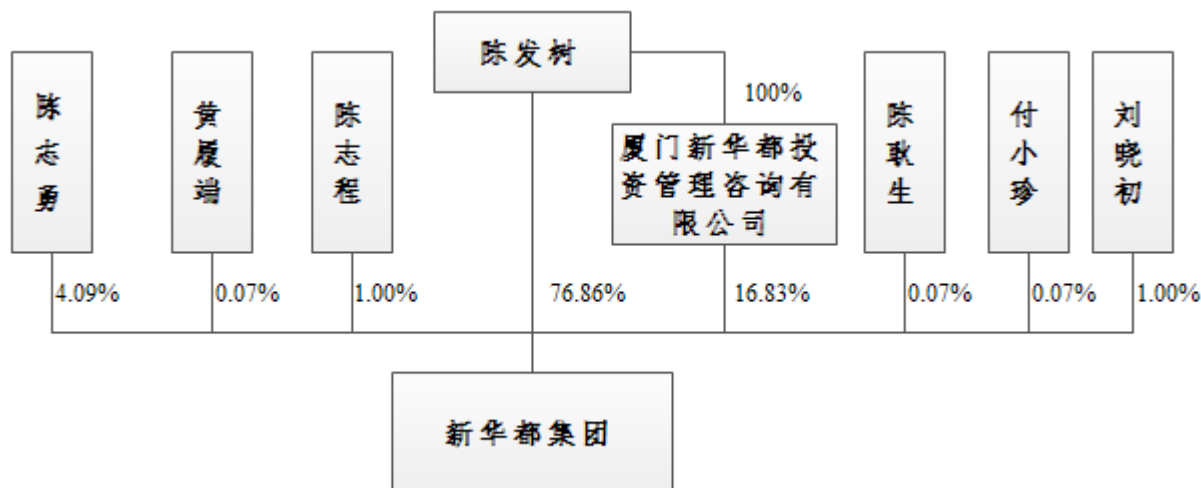 陈发树
陈志勇
黄履端
陈志程
100%
厦门新华都投
资管理咨询有
限公司
陈耿生
付小珍
刘晓初
4.09%
0.07%
1.00%
76.86%
16.83%
0.07%
0.07%
1.00%
新华都集团